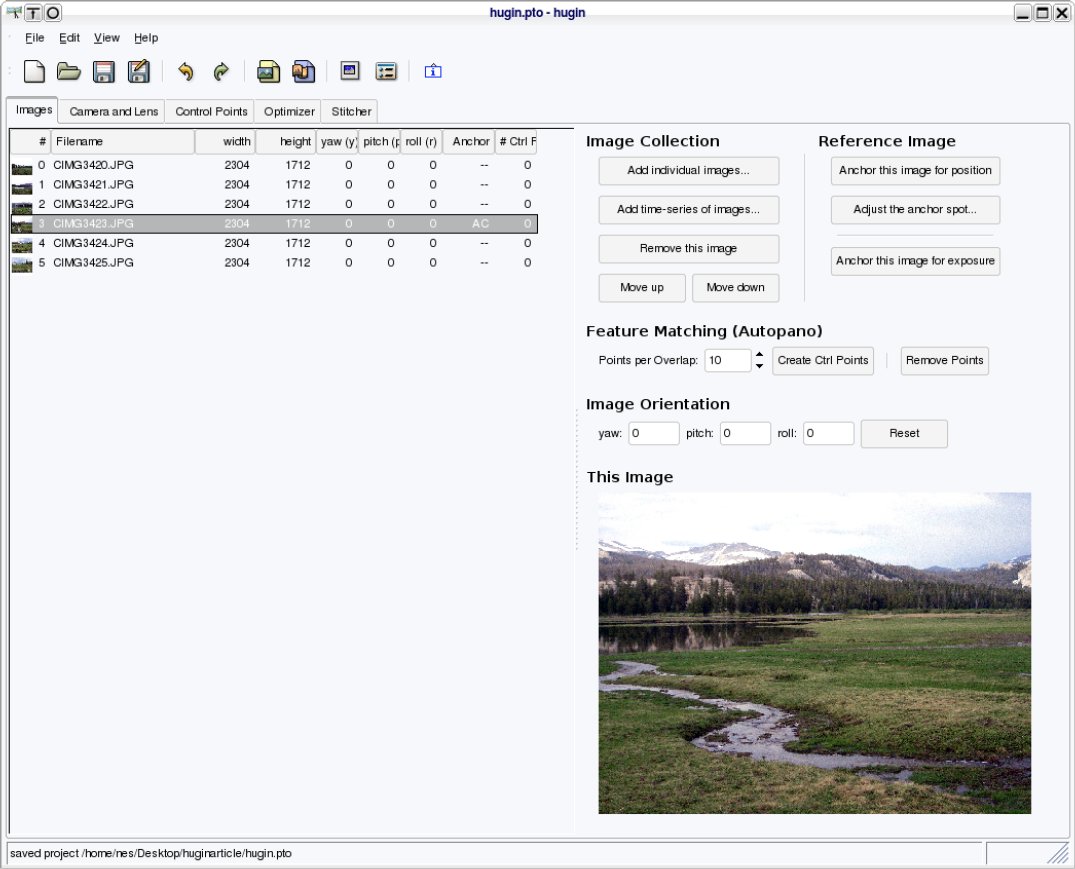 hugin.pto - hugin
File Edit View Help
Images Camera and Lens Control Points Optimizer Stitcher
# Filename width height yaw (y) pitch (p roll (r) Anchor # Ctrl P
0 CIMG3420.JPG 2304 1712 0 0 0 -- 0
1 CIMG3421.JPG 2304 1712 0 0 0 -- 0
2 CIMG3422.JPG 2304 1712 0 0 0 -- 0
3 CIMG3423.JPG 2304 1712 0 0 0 AC 0
4 CIMG3424.JPG 2304 1712 0 0 0 -- 0
5 CIMG3425.JPG 2304 1712 0 0 0 -- 0
Image Collection
Add individual images...
Add time-series of images...
Remove this image
Move up Move down
Reference Image
Anchor this image for position
Adjust the anchor spot...
Anchor this image for exposure
Feature Matching (Autopano)
Points per Overlap: 10 Create Ctrl Points Remove Points
Image Orientation
yaw: 0 pitch: 0 roll: 0 Reset
This Image
saved project /home/nes/Desktop/huginarticle/hugin.pto